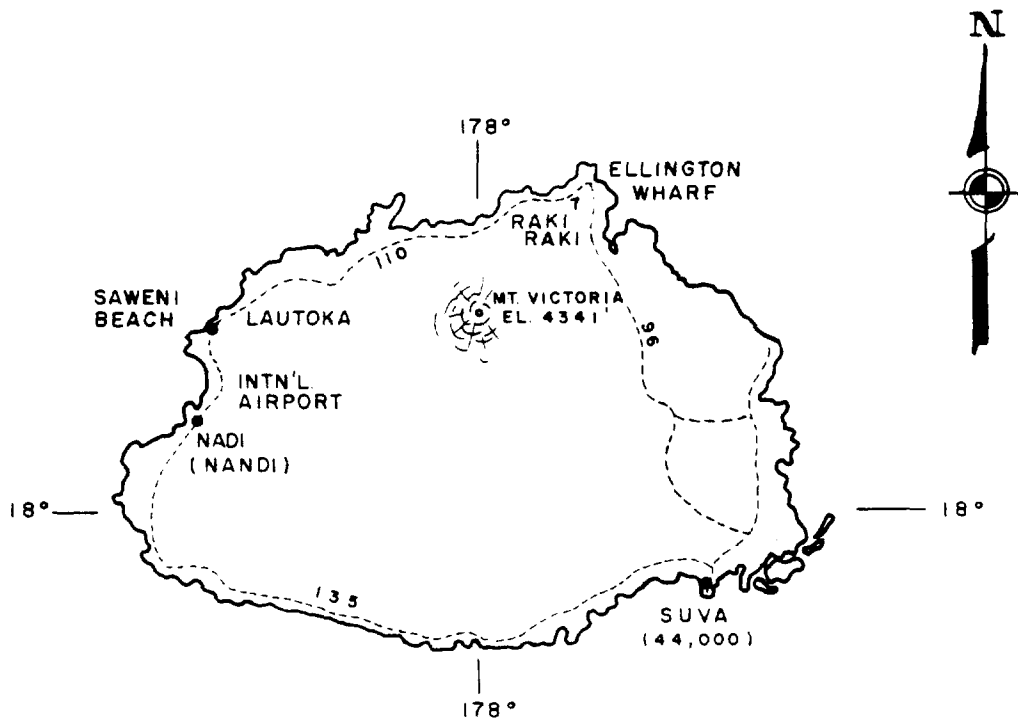 N
178°
ELLINGTON
WHARF
7
RAKI
RAKI
110
SAWENI
BEACH
LAUTOKA
MT. VICTORIA
EL. 4341'
96
INTN'L.
AIRPORT
NADI
(NANDI)
18°
18°
135
SUVA
(44,000)
178°